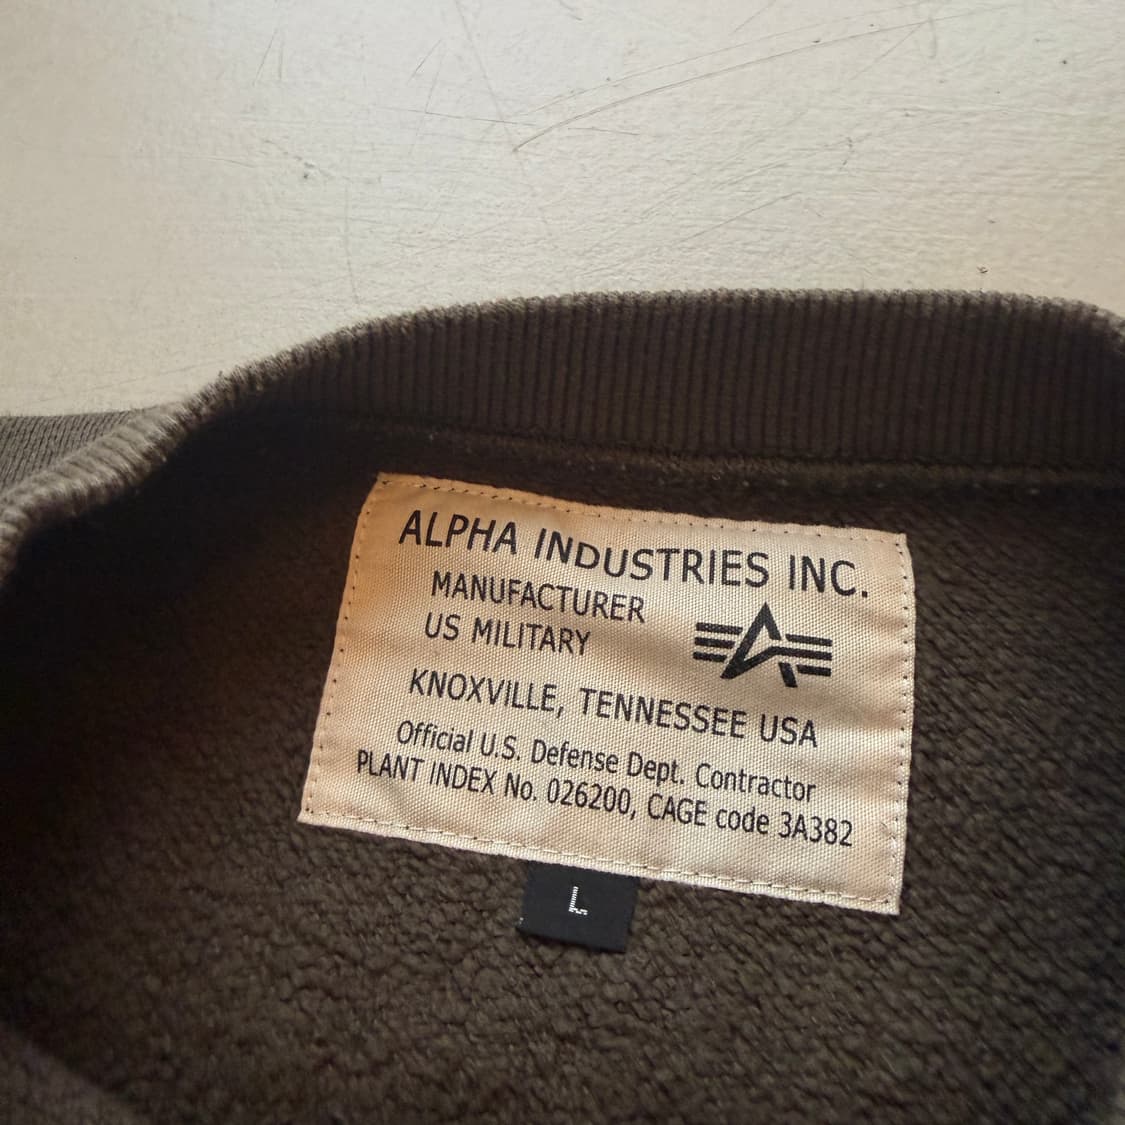 ALPHA INDUSTRIES INC.
MANUFACTURER
US MILITARY
KNOXVILLE, TENNESSEE USA
Official U.S. Defense Dept. Contractor
PLANT INDEX No. 026200, CAGE code 3A382
L